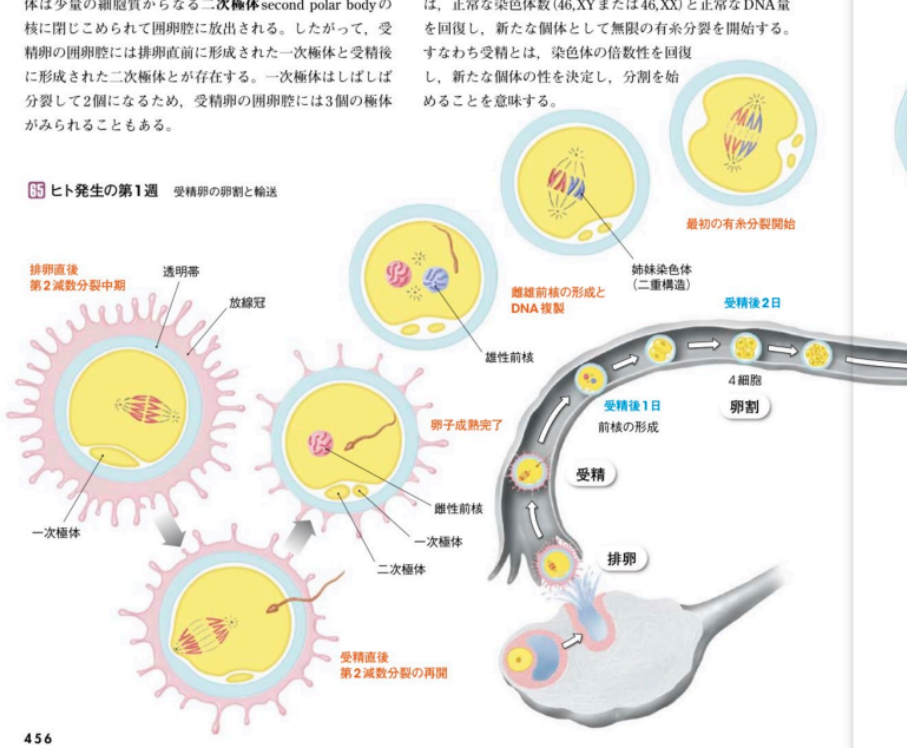 体は少量の細胞質からなる二次極体second polar bodyの
核に閉じこめられて囲卵腔に放出される。したがって，受
精卵の囲卵腔には排卵直前に形成された一次極体と受精後
に形成された二次極体とが存在する。一次極体はしばしば
分裂して2個になるため，受精卵の囲卵腔には3個の極体
がみられることもある。
は，正常な染色体数(46,XYまたは46,XX)と正常なDNA量
を回復し，新たな個体として無限の有糸分裂を開始する。
すなわち受精とは，染色体の倍数性を回復
し，新たな個体の性を決定し，分割を始
めることを意味する。
65 ヒト発生の第1週 受精卵の卵割と輸送
最初の有糸分裂開始
姉妹染色体
(二重構造)
雌雄前核の形成と
DNA複製
雄性前核
排卵直後
第2減数分裂中期
透明帯
放線冠
一次極体
卵子成熟完了
雌性前核
一次極体
二次極体
受精直後
第2減数分裂の再開
受精後2日
4細胞
卵割
受精後1日
前核の形成
受精
排卵
456